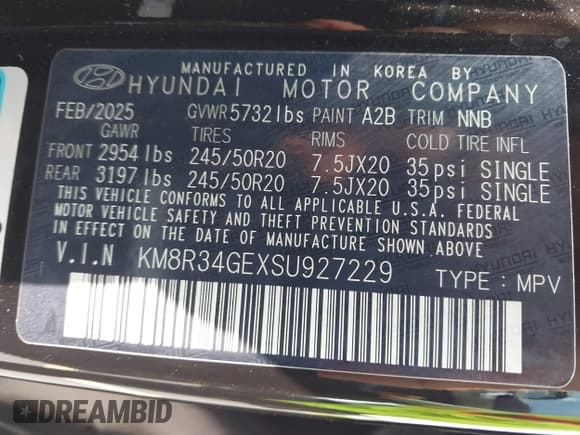 MANUFACTURED IN KOREA BY
HYUNDAI MOTOR COMPANY
FEB/2025 GVWR 5732 lbs PAINT A2B TRIM NNB
GAWR TIRES RIMS COLD TIRE INFL
FRONT 2954 lbs 245/50R20 7.5JX20 35 psi SINGLE
REAR 3197 lbs 245/50R20 7.5JX20 35 psi SINGLE
THIS VEHICLE CONFORMS TO ALL APPLICABLE U.S.A. FEDERAL
MOTOR VEHICLE SAFETY AND THEFT PREVENTION STANDARDS
IN EFFECT ON THE DATE OF MANUFACTURE SHOWN ABOVE.
V.I.N KM8R34GEXSU927229 TYPE : MPV
DREAMBID